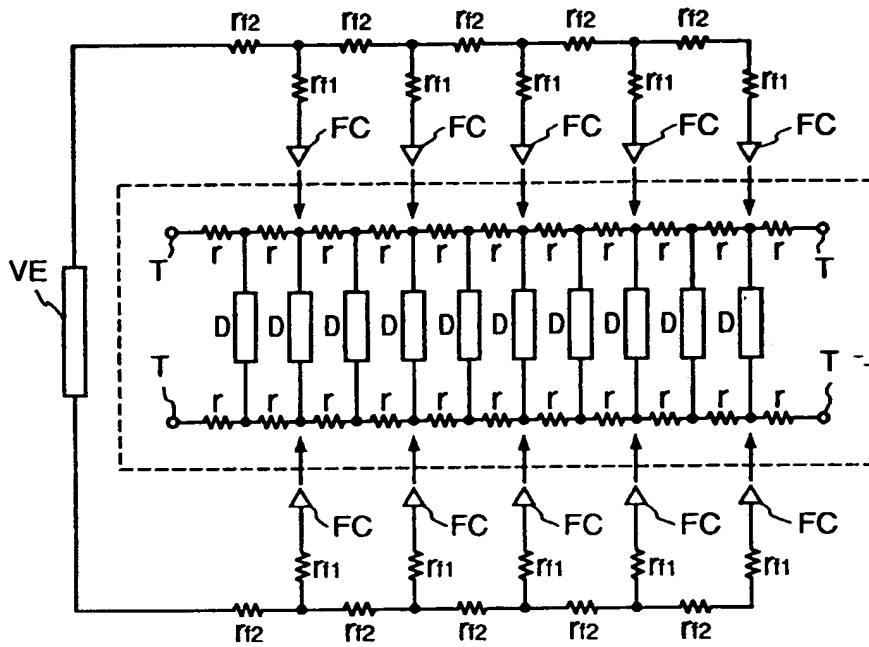 rf2 rf2 rf2 rf2 rf2
rf1 rf1 rf1 rf1 rf1
FC FC FC FC FC
r r r r r r r r r r r
T T
VE
D D D D D D D D D D
T T
r r r r r r r r r r r
FC FC FC FC FC
rf1 rf1 rf1 rf1 rf1
rf2 rf2 rf2 rf2 rf2